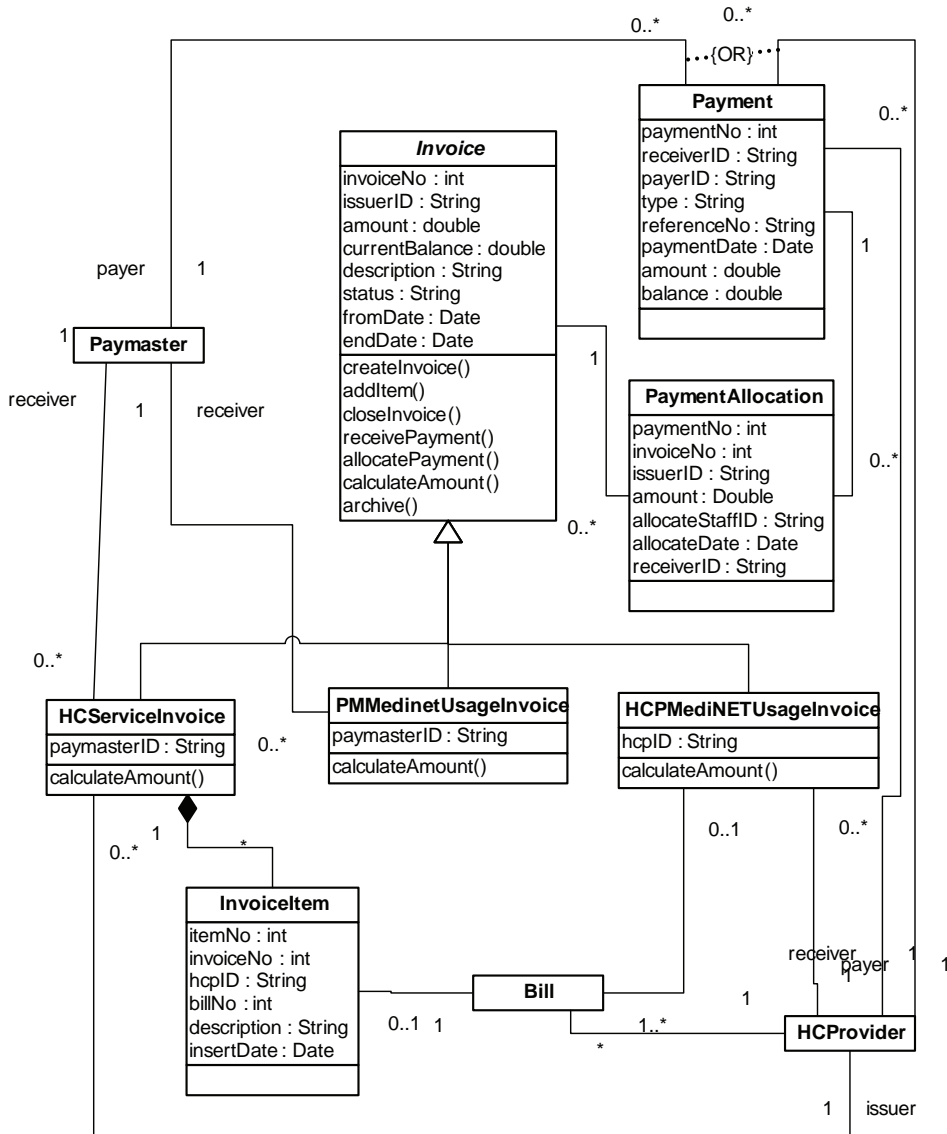 0..*
0..*
{OR}
Payment
paymentNo : int
receiverID : String
payerID : String
type : String
referenceNo : String
paymentDate : Date
amount : double
balance : double
0..*
Invoice
invoiceNo : int
issuerID : String
amount : double
currentBalance : double
description : String
status : String
fromDate : Date
endDate : Date
createInvoice()
addItem()
closeInvoice()
receivePayment()
allocatePayment()
calculateAmount()
archive()
payer
1
1
Paymaster
receiver
1
receiver
1
1
PaymentAllocation
paymentNo : int
invoiceNo : int
issuerID : String
amount : Double
allocateStaffID : String
allocateDate : Date
receiverID : String
0..*
0..*
0..*
HCServiceInvoice
paymasterID : String
calculateAmount()
0..*
PMMedinetUsageInvoice
paymasterID : String
calculateAmount()
HCPMediNETUsageInvoice
hcpID : String
calculateAmount()
0..*
1
*
0..1
0..*
InvoiceItem
itemNo : int
invoiceNo : int
hcpID : String
billNo : int
description : String
insertDate : Date
0..1
1
Bill
1..*
*
1
receiver
1
payer
1
1
1
HCProvider
1
issuer